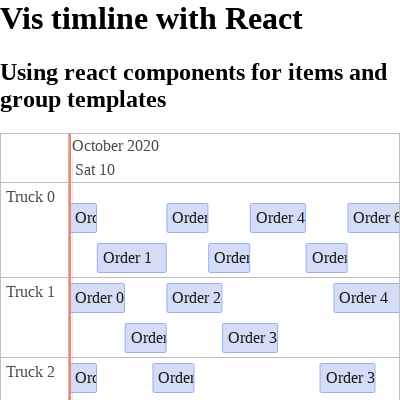 Vis timline with React
Using react components for items and
group templates
October 2020
Sat 10
Truck 0
Order 4
Order 6
Order 1
Order
Order
Order
Truck 1
Order 0
Order 2
Order 4
Order
Order 3
Truck 2
Order
Order 3